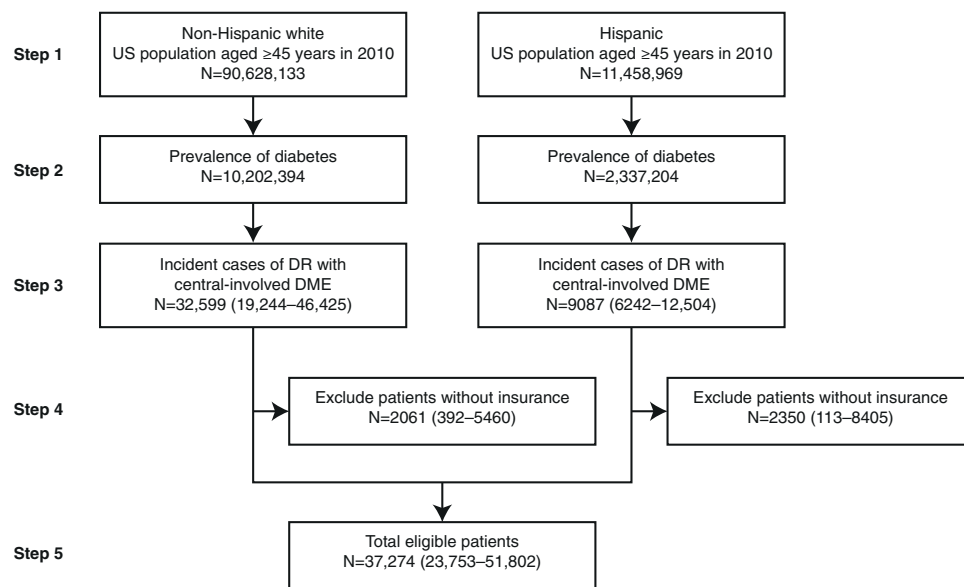 Step 1
Non-Hispanic white
US population aged ≥45 years in 2010
N=90,628,133
Hispanic
US population aged ≥45 years in 2010
N=11,458,969
Step 2
Prevalence of diabetes
N=10,202,394
Prevalence of diabetes
N=2,337,204
Step 3
Incident cases of DR with
central-involved DME
N=32,599 (19,244–46,425)
Incident cases of DR with
central-involved DME
N=9087 (6242–12,504)
Step 4
Exclude patients without insurance
N=2061 (392–5460)
Exclude patients without insurance
N=2350 (113–8405)
Step 5
Total eligible patients
N=37,274 (23,753–51,802)